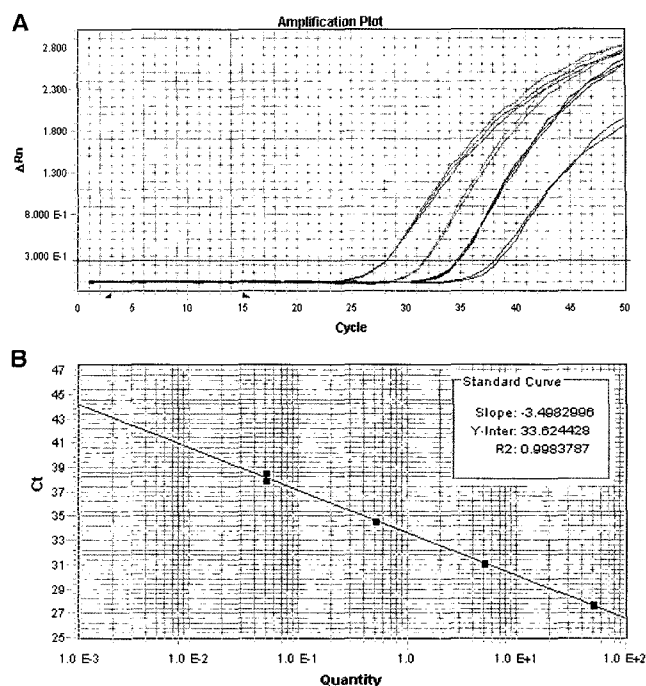 A
Amplification Plot
2.800
2.300
1.800
1.300
8.000 E-1
3.000 E-1
ΔRn
0 5 10 15 20 25 30 35 40 45 50
Cycle
B
47
45
43
41
39
37
35
33
31
29
27
25
Ct
Standard Curve
Slope: -3.4982996
Y-Inter: 33.624428
R2: 0.9983787
1.0 E-3 1.0 E-2 1.0 E-1 1.0 1.0 E+1 1.0 E+2
Quantity